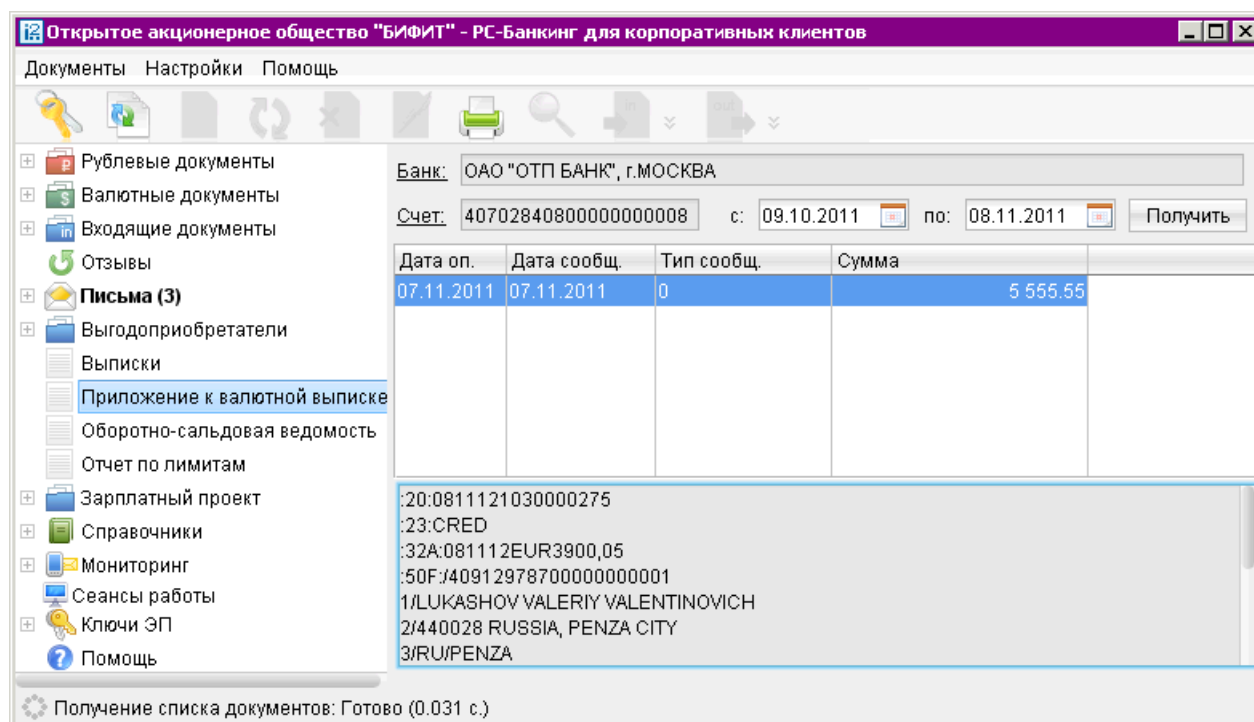 Открытое акционерное общество "БИФИТ" - РС-Банкинг для корпоративных клиентов
Документы Настройки Помощь
in out
Рублевые документы
Валютные документы
Входящие документы
Отзывы
Письма (3)
Выгодоприобретатели
Выписки
Приложение к валютной выписке
Оборотно-сальдовая ведомость
Отчет по лимитам
Зарплатный проект
Справочники
Мониторинг
Сеансы работы
Ключи ЭП
Помощь
Банк: ОАО "ОТП БАНК", г.МОСКВА
Счет: 40702840800000000008 с: 09.10.2011 по: 08.11.2011 Получить
Дата оп. Дата сообщ. Тип сообщ. Сумма
07.11.2011 07.11.2011 0 5 555.55
:20:0811121030000275
:23:CRED
:32A:081112EUR3900,05
:50F:/40912978700000000001
1/LUKASHOV VALERIY VALENTINOVICH
2/440028 RUSSIA, PENZA CITY
3/RU/PENZA
Получение списка документов: Готово (0.031 с.)